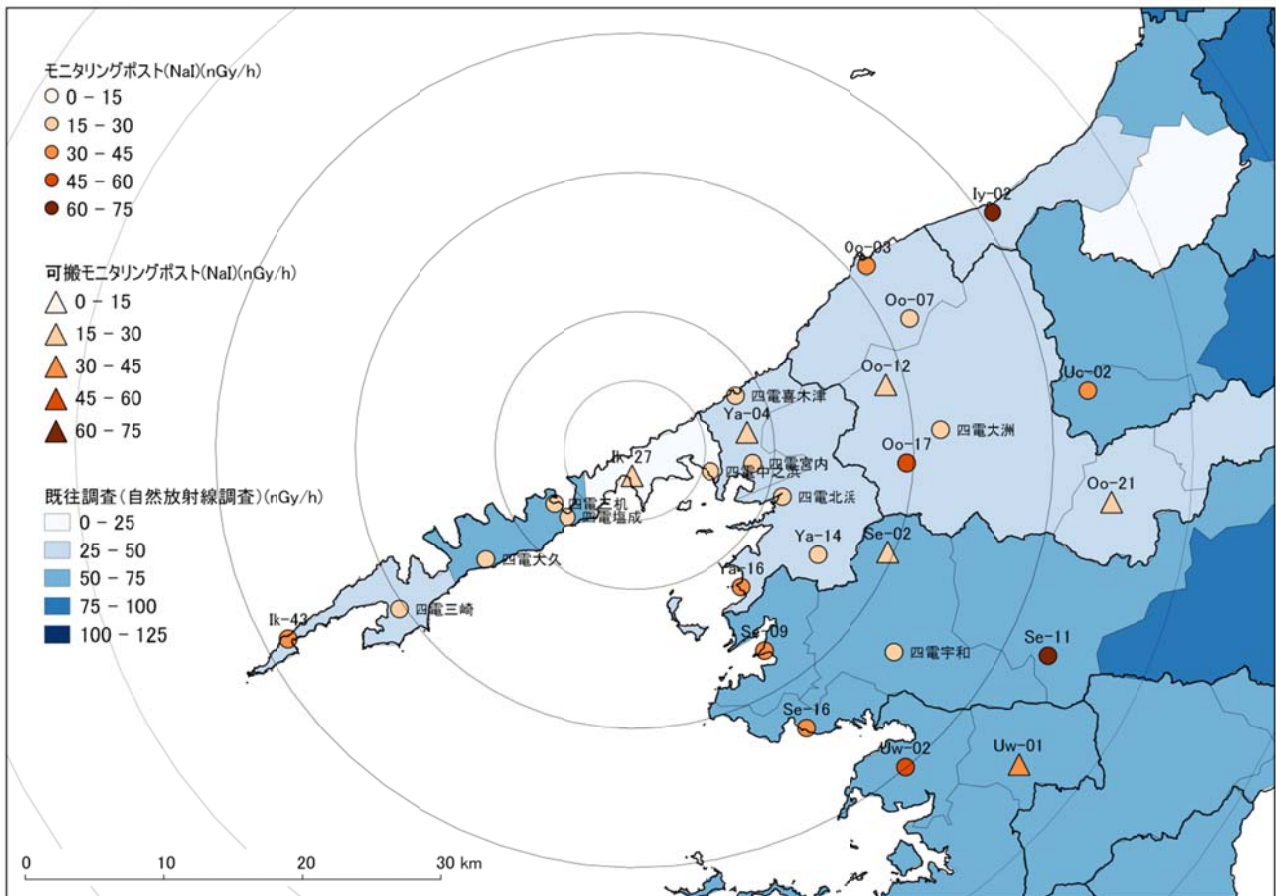 モニタリングポスト(NaI)(nGy/h)
0 - 15
15 - 30
30 - 45
45 - 60
60 - 75
可搬モニタリングポスト(NaI)(nGy/h)
0 - 15
15 - 30
30 - 45
45 - 60
60 - 75
既往調査(自然放射線調査)(nGy/h)
0 - 25
25 - 50
50 - 75
75 - 100
100 - 125
Iy-02
Oo-03
Oo-07
Oo-12
Uc-02
四電喜木津
Ya-04
四電大洲
Oo-17
四電宮内
四電中之浜
Ik-27
四電北浜
Oo-21
四電三机
四電塩成
Ya-14
Se-02
四電大久
Ya-16
四電三崎
Ik-43
Se-09
四電宇和
Se-11
Se-16
Uw-02
Uw-01
0 10 20 30 km